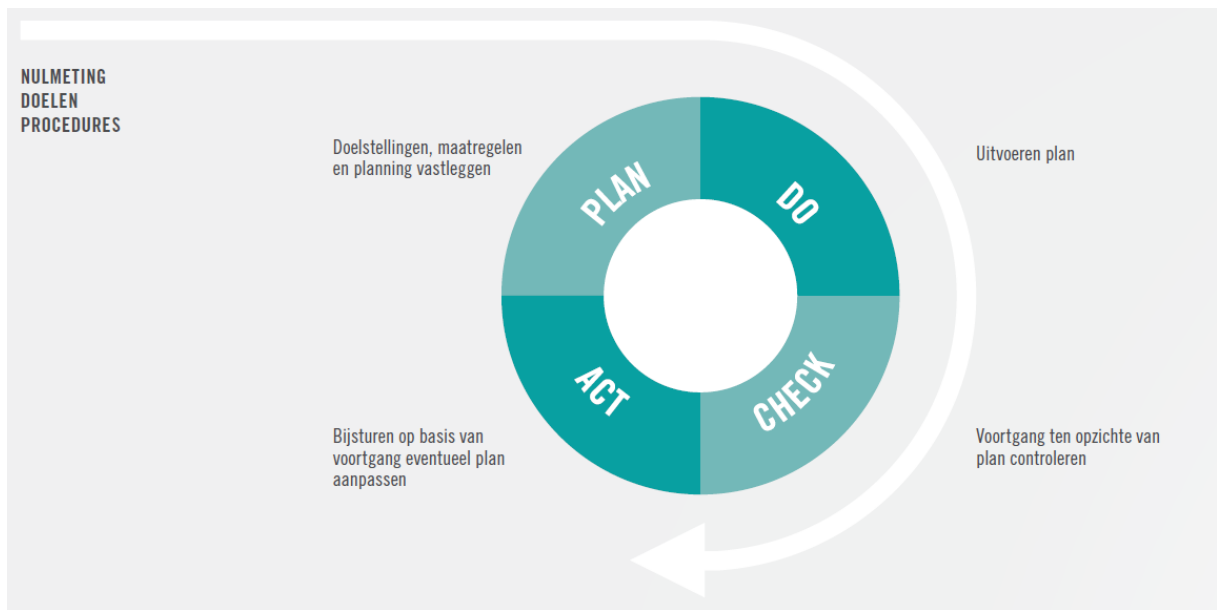 NULMETING
DOELEN
PROCEDURES
Doelstellingen, maatregelen
en planning vastleggen
PLAN
DO
Uitvoeren plan
ACT
CHECK
Bijsturen op basis van
voortgang eventueel plan
aanpassen
Voortgang ten opzichte van
plan controleren